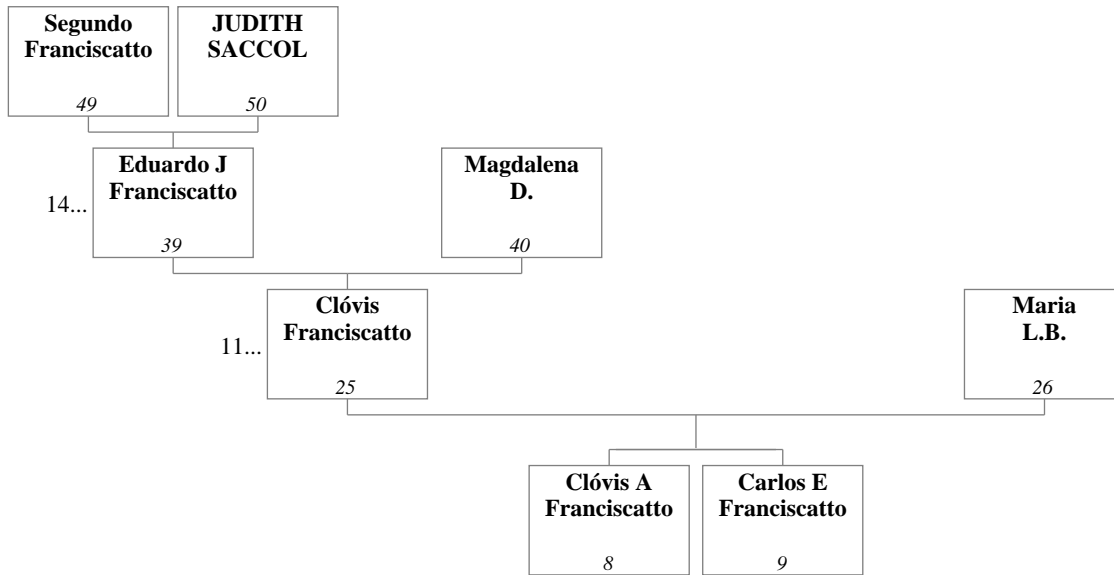 Segundo
Franciscatto
49
JUDITH
SACCOL
50
14...
Eduardo J
Franciscatto
39
Magdalena
D.
40
11...
Clóvis
Franciscatto
25
Maria
L.B.
26
Clóvis A
Franciscatto
8
Carlos E
Franciscatto
9